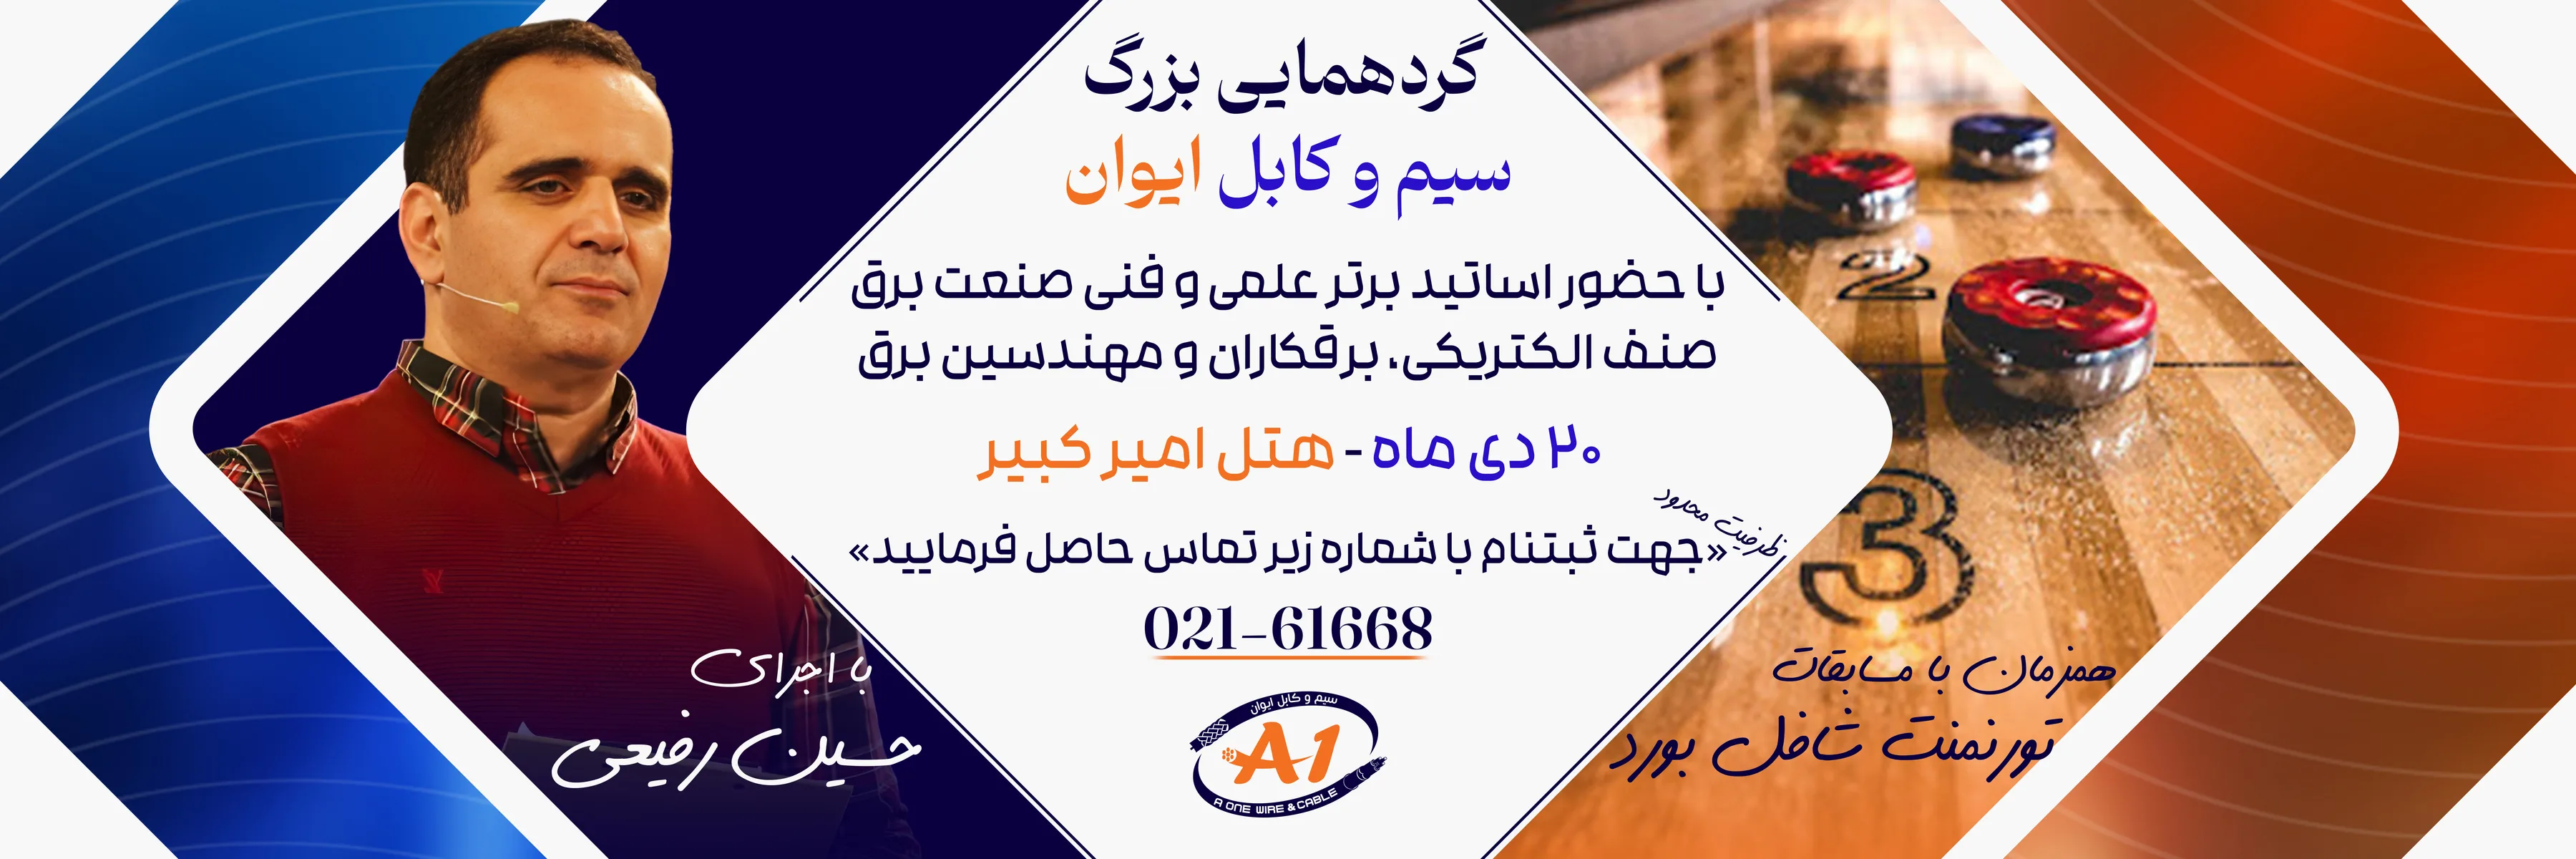 گردهمایی بزرگ
سیم و کابل ایوان
با حضور اساتید برتر علمی و فنی صنعت برق
صنف الکتریکی، برقکاران و مهندسین برق
۲۰ دی ماه - هتل امیر کبیر
ظرفیت محدود
«جهت ثبتنام با شماره زیر تماس حاصل فرمایید»
021-61668
سیم و کابل ایوان
A1
A ONE WIRE & CABLE
همزمان با مسابقات
تورنمنت شافل بورد
2
3
با اجرای
حسین رفیعی